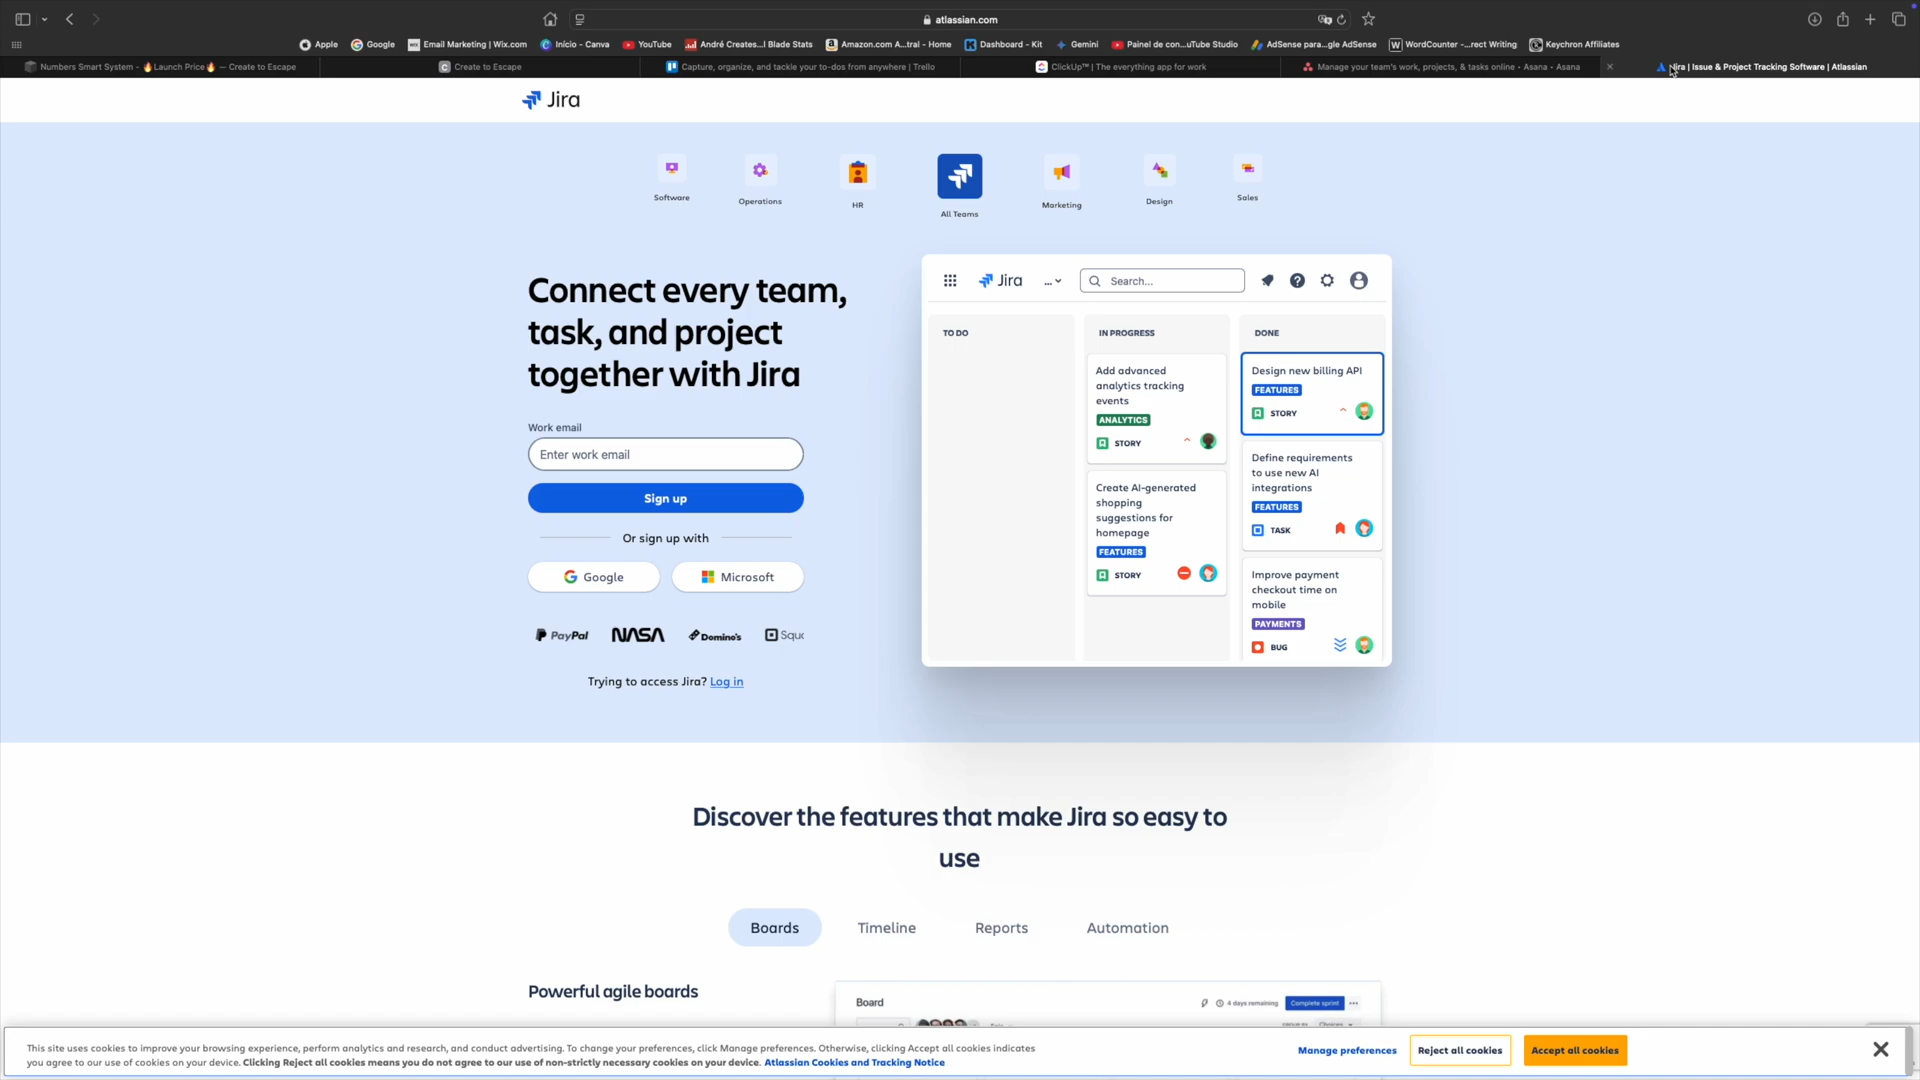 atlassian.com
Apple
Google
Email Marketing | Wix.com
Início - Canva
YouTube
André Creates...l Blade Stats
Amazon.com A...tral - Home
Dashboard - Kit
Gemini
Painel de con...uTube Studio
AdSense para...gle AdSense
WordCounter -...rect Writing
Keychron Affiliates
Numbers Smart System - 🔥Launch Price🔥 — Create to Escape
Create to Escape
Capture, organize, and tackle your to-dos from anywhere | Trello
ClickUp™ | The everything app for work
Manage your team's work, projects, & tasks online • Asana • Asana
Jira | Issue & Project Tracking Software | Atlassian
Jira
Software
Operations
HR
All Teams
Marketing
Design
Sales
Connect every team,
task, and project
together with Jira
Work email
Enter work email
Sign up
Or sign up with
Google
Microsoft
PayPal
NASA
Domino's
Squ
Trying to access Jira? Log in
Jira
...
Search...
TO DO
IN PROGRESS
DONE
Add advanced
analytics tracking
events
ANALYTICS
STORY
Create AI-generated
shopping
suggestions for
homepage
FEATURES
STORY
Design new billing API
FEATURES
STORY
Define requirements
to use new AI
integrations
FEATURES
TASK
Improve payment
checkout time on
mobile
PAYMENTS
BUG
Discover the features that make Jira so easy to
use
Boards
Timeline
Reports
Automation
Powerful agile boards
Board
4 days remaining
Complete sprint
This site uses cookies to improve your browsing experience, perform analytics and research, and conduct advertising. To change your preferences, click Manage preferences. Otherwise, clicking Accept all cookies indicates
you agree to our use of cookies on your device. Clicking Reject all cookies means you do not agree to our use of non-strictly necessary cookies on your device. Atlassian Cookies and Tracking Notice
Manage preferences
Reject all cookies
Accept all cookies